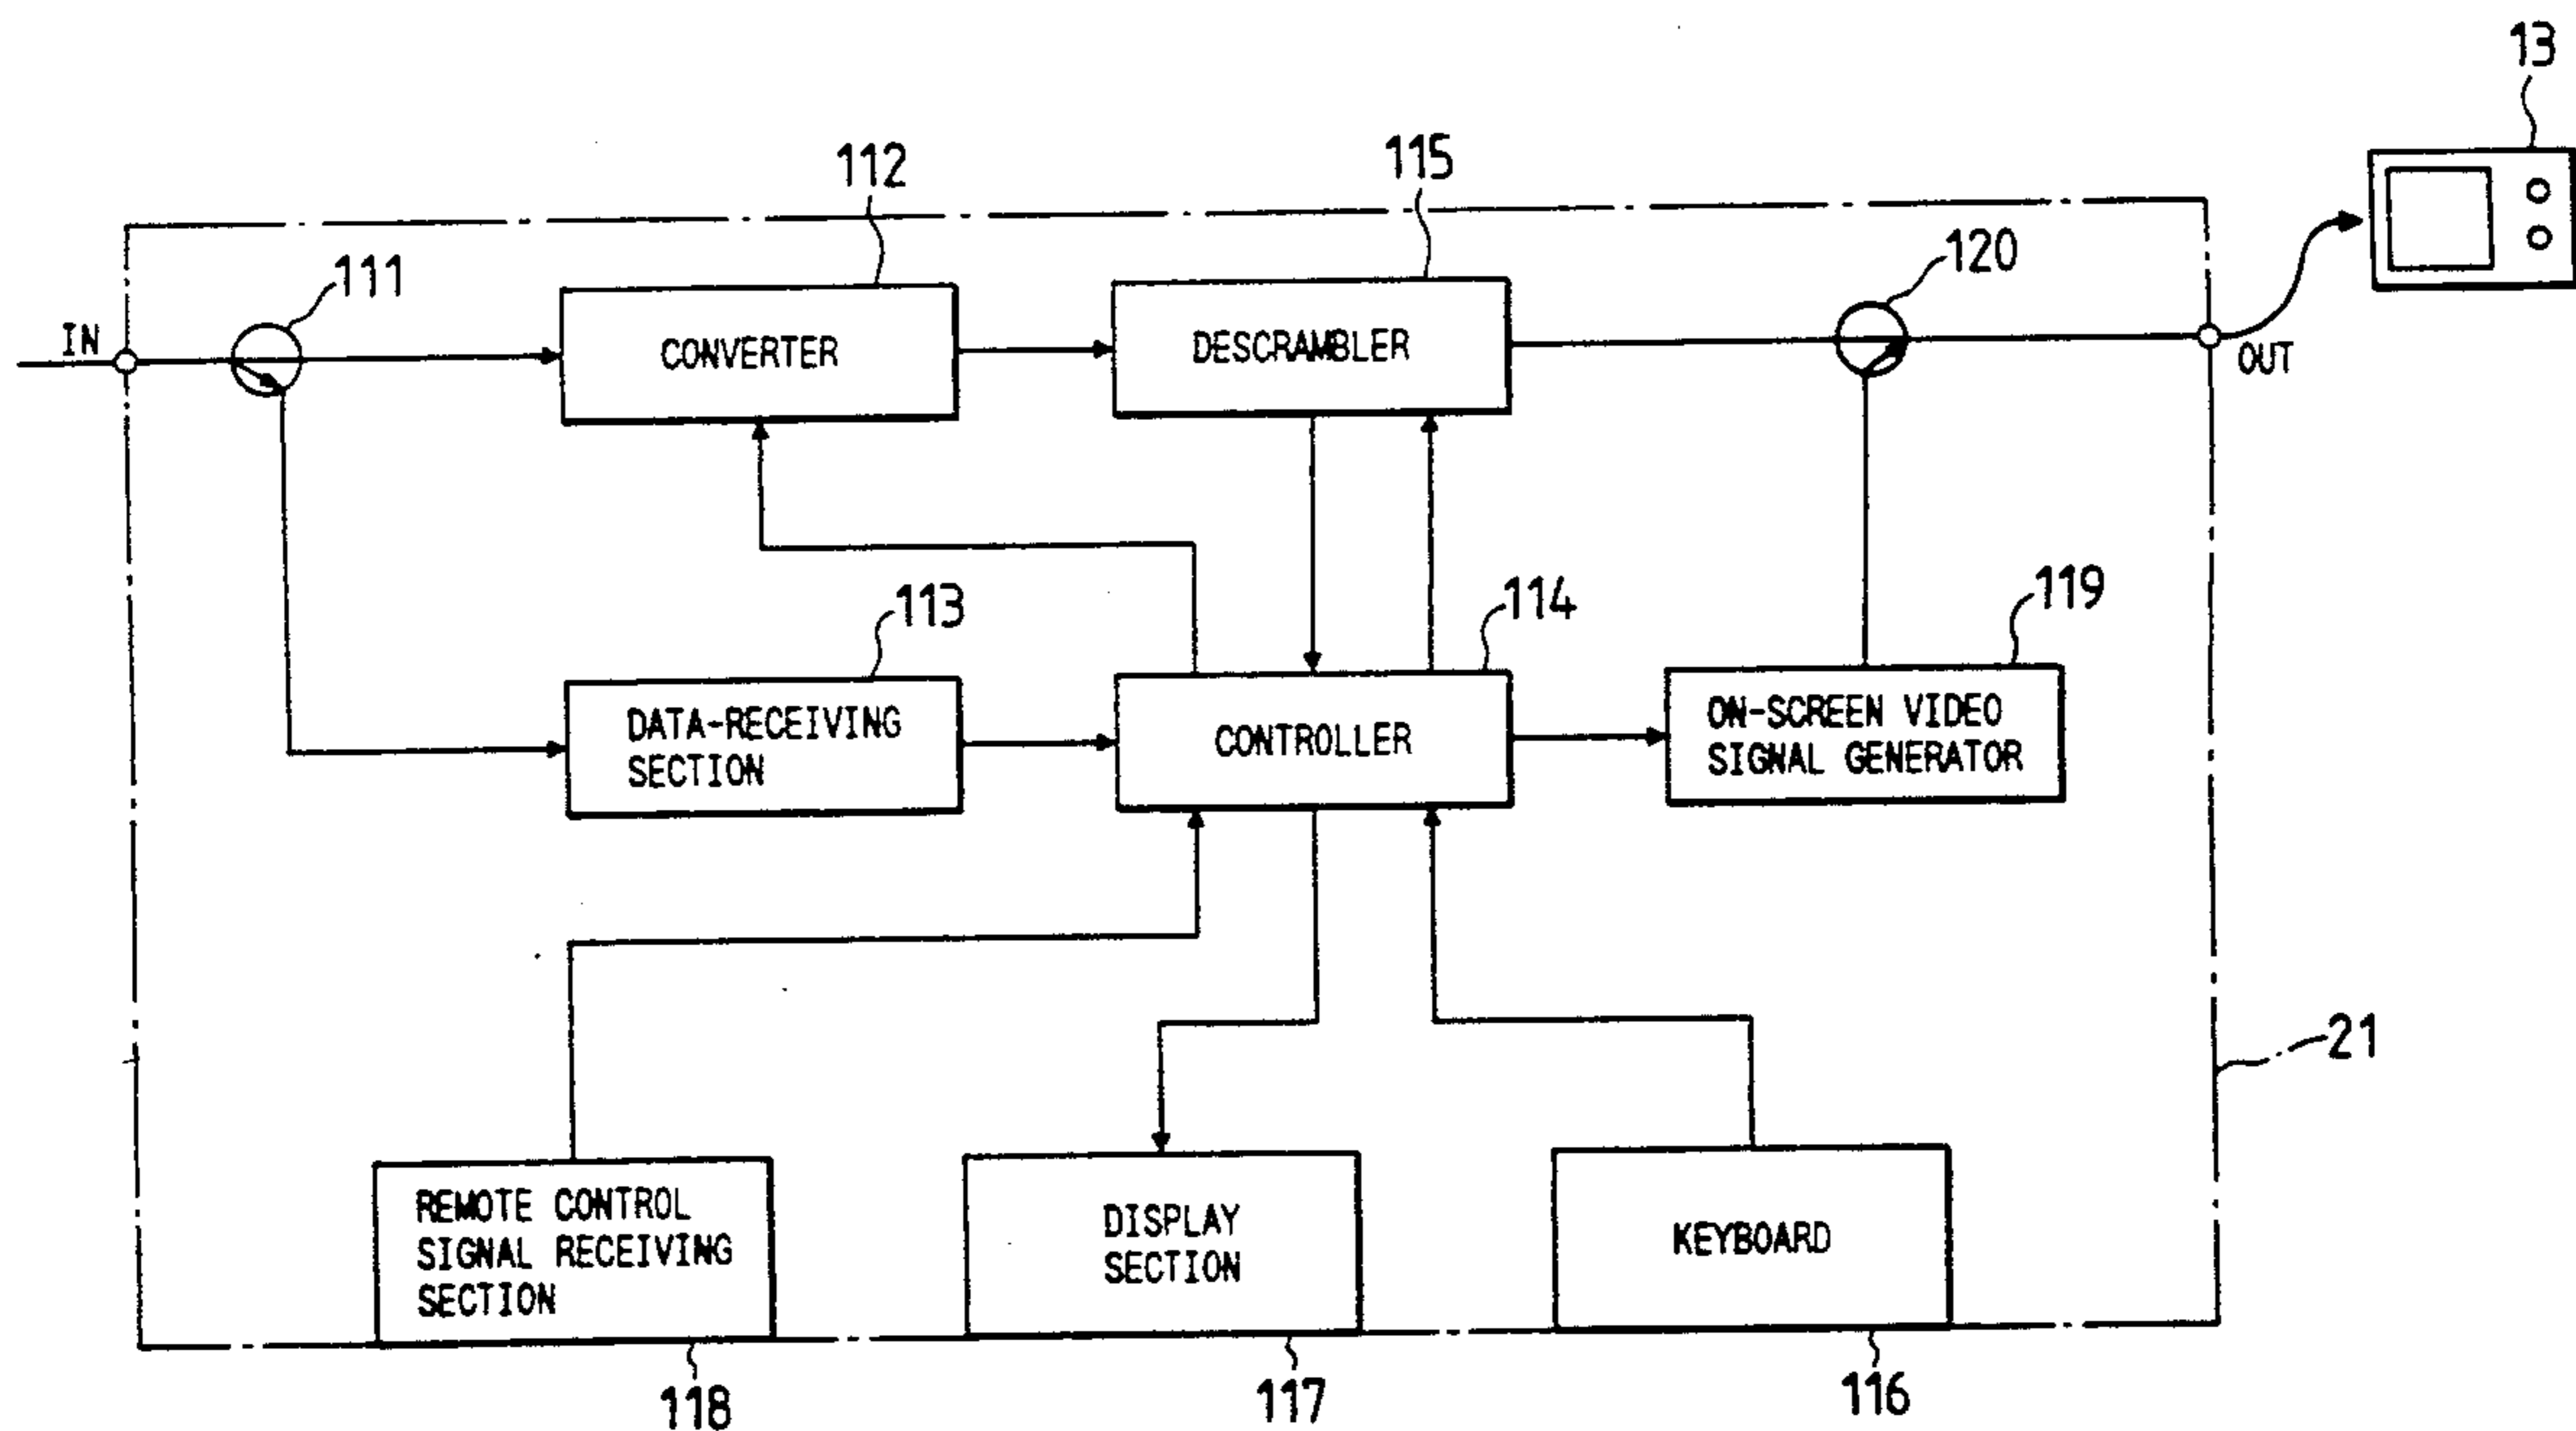 13
112
115
120
111
IN
CONVERTER
DESCRAMBLER
OUT
113
114
119
DATA-RECEIVING
SECTION
CONTROLLER
ON-SCREEN VIDEO
SIGNAL GENERATOR
21
REMOTE CONTROL
SIGNAL RECEIVING
SECTION
DISPLAY
SECTION
KEYBOARD
118
117
116